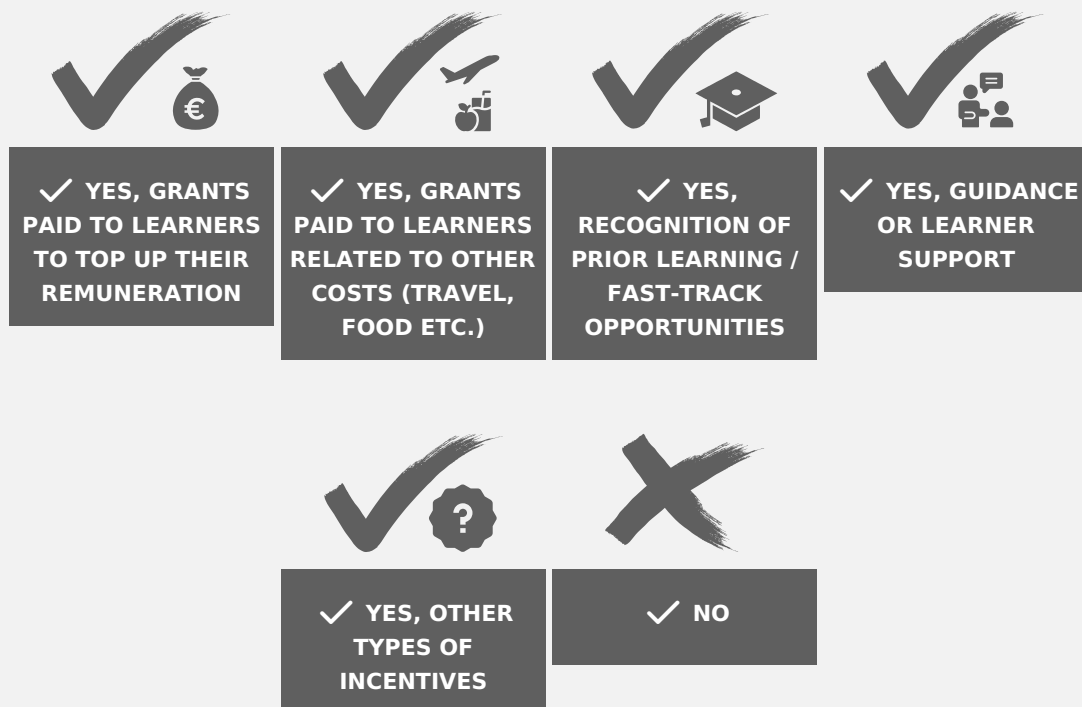 €
YES, GRANTS
PAID TO LEARNERS
TO TOP UP THEIR
REMUNERATION
YES, GRANTS
PAID TO LEARNERS
RELATED TO OTHER
COSTS (TRAVEL,
FOOD ETC.)
YES,
RECOGNITION OF
PRIOR LEARNING /
FAST-TRACK
OPPORTUNITIES
YES, GUIDANCE
OR LEARNER
SUPPORT
?
YES, OTHER
TYPES OF
INCENTIVES
NO